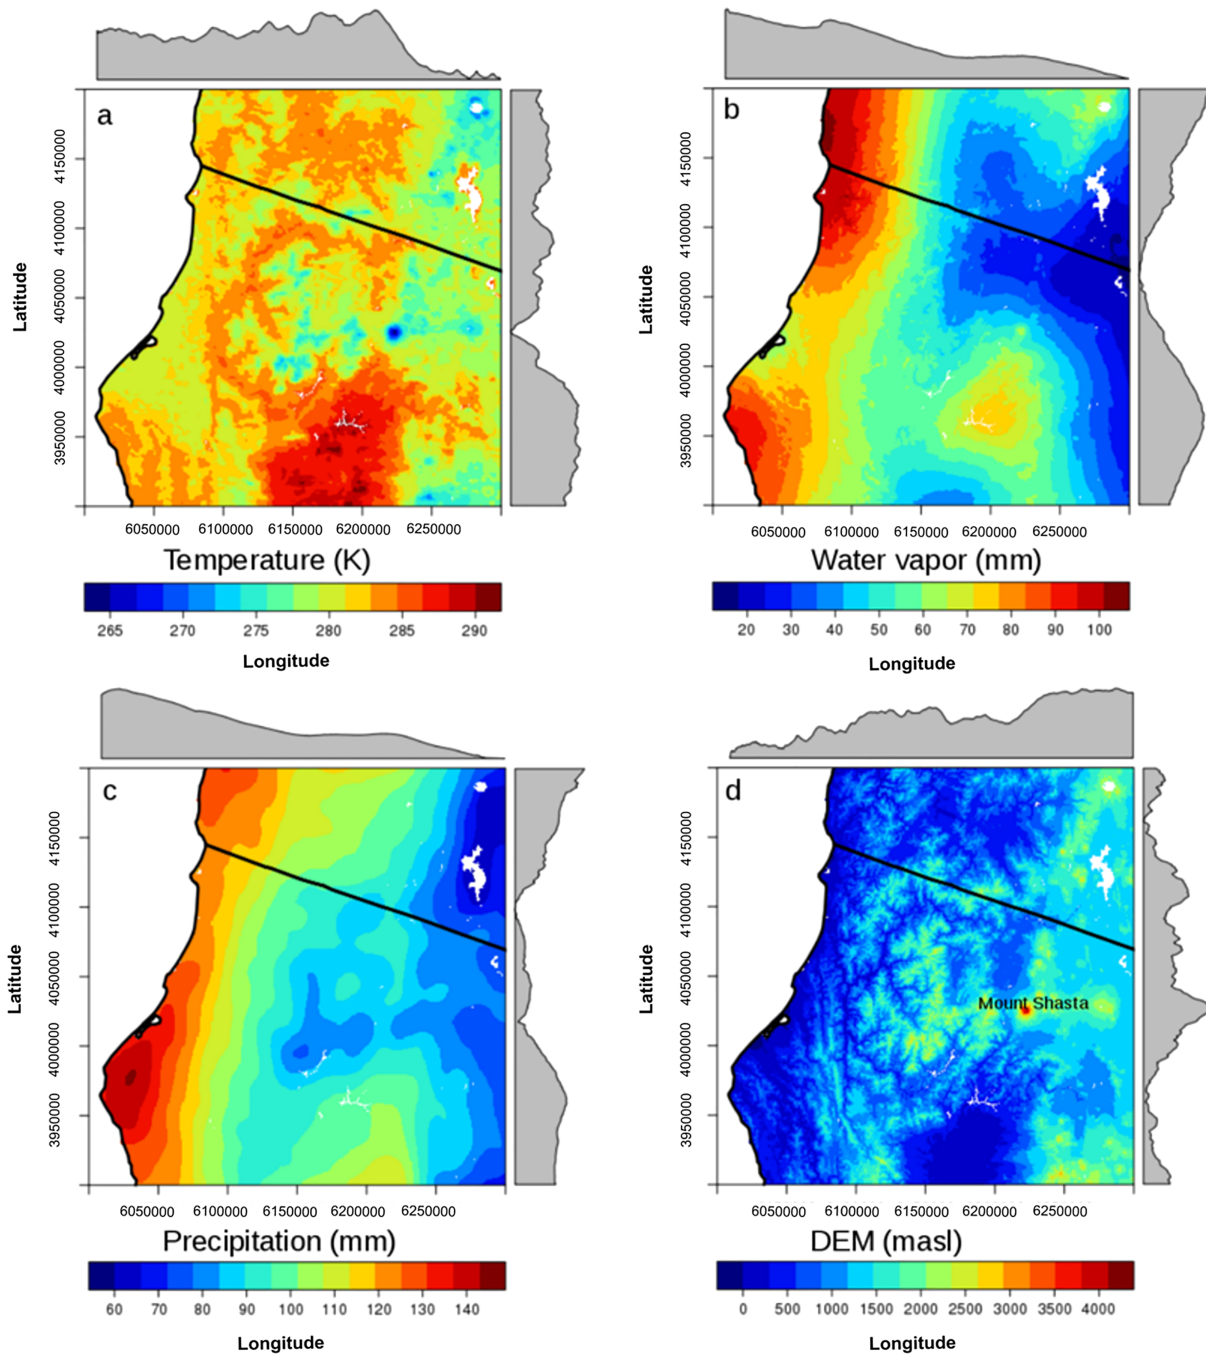 a
Latitude
4150000
4100000
4050000
4000000
3950000
6050000 6100000 6150000 6200000 6250000
Temperature (K)
265 270 275 280 285 290
Longitude
b
Latitude
4150000
4100000
4050000
4000000
3950000
6050000 6100000 6150000 6200000 6250000
Water vapor (mm)
20 30 40 50 60 70 80 90 100
Longitude
c
Latitude
4150000
4100000
4050000
4000000
3950000
6050000 6100000 6150000 6200000 6250000
Precipitation (mm)
60 70 80 90 100 110 120 130 140
Longitude
d
Latitude
4150000
4100000
4050000
4000000
3950000
Mount Shasta
6050000 6100000 6150000 6200000 6250000
DEM (masl)
0 500 1000 1500 2000 2500 3000 3500 4000
Longitude